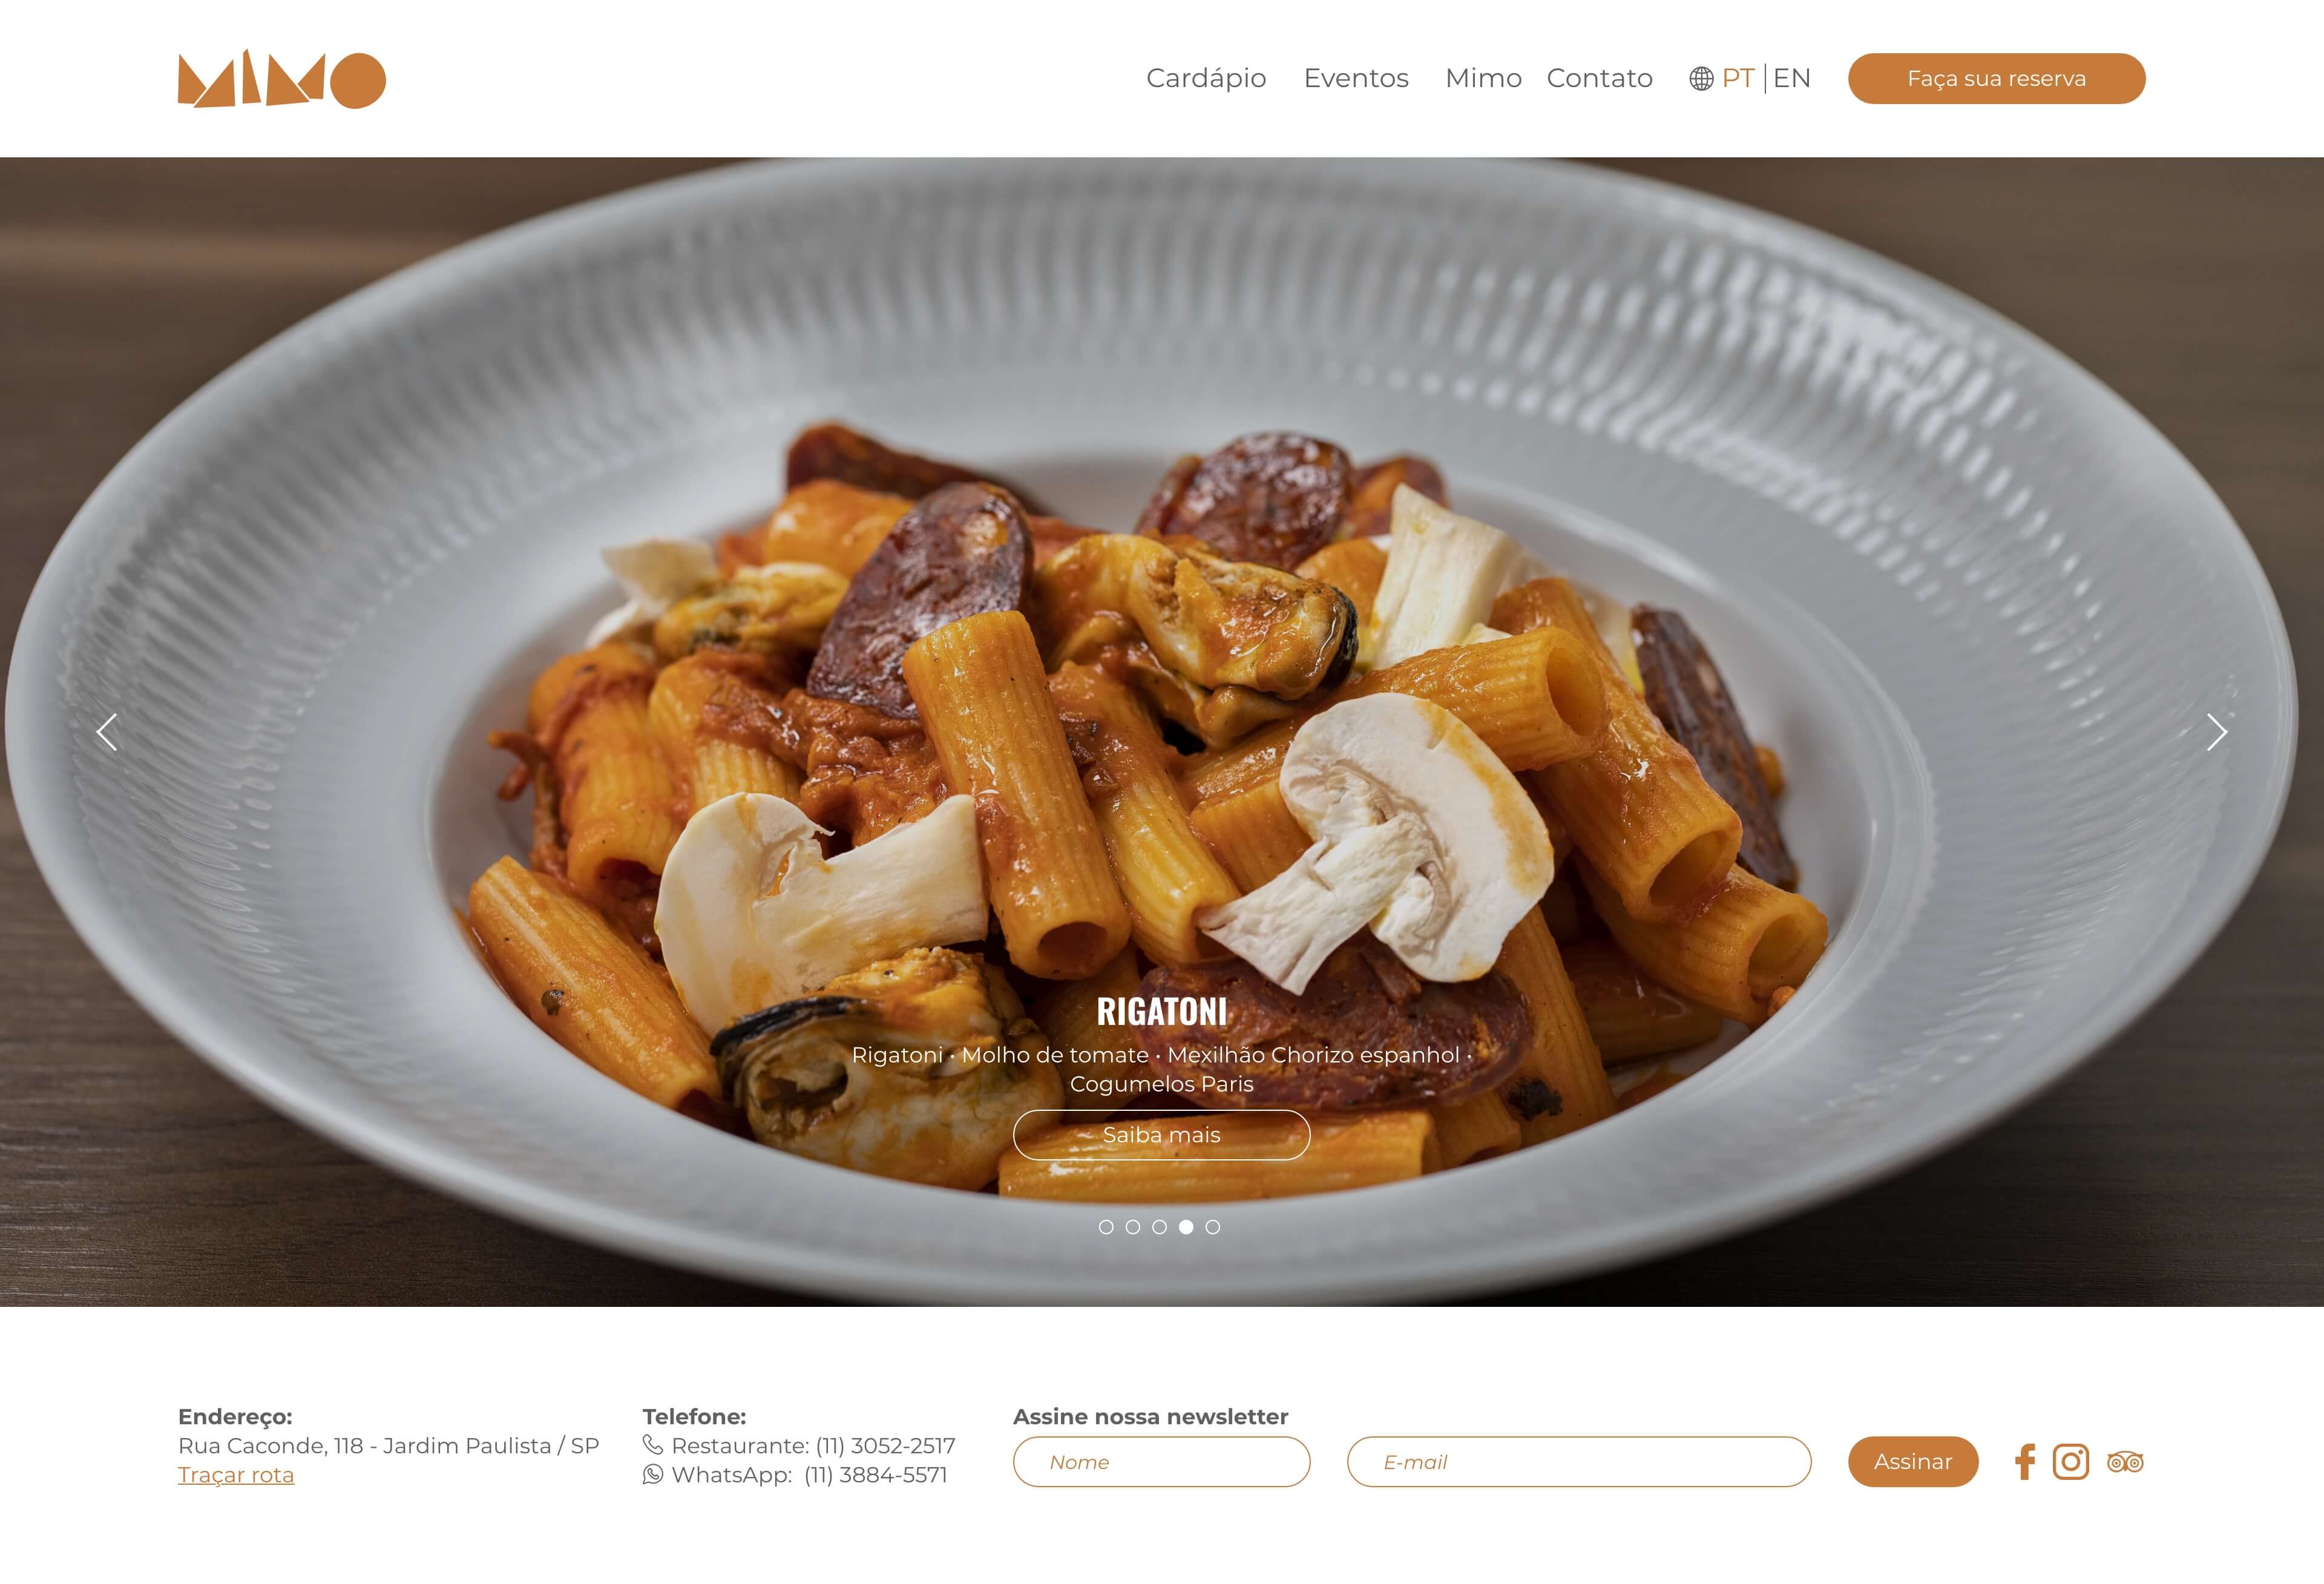 MIMO
Cardápio Eventos Mimo Contato PT | EN Faça sua reserva
RIGATONI
Rigatoni • Molho de tomate • Mexilhão Chorizo espanhol •
Cogumelos Paris
Saiba mais
Endereço:
Rua Caconde, 118 - Jardim Paulista / SP
Traçar rota
Telefone:
Restaurante: (11) 3052-2517
WhatsApp: (11) 3884-5571
Assine nossa newsletter
Nome
E-mail
Assinar